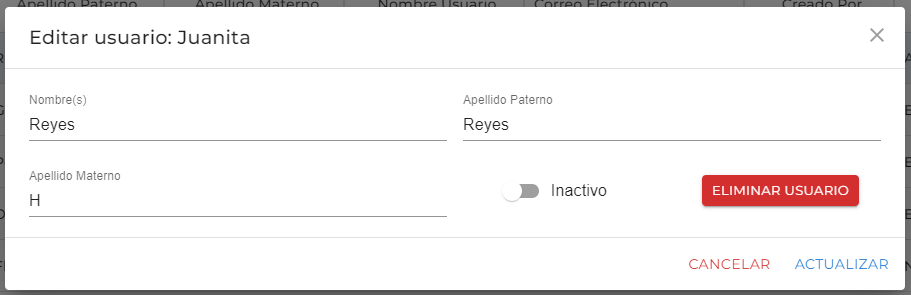 Apellido Paterno Apellido Materno Nombre Usuario Correo Electrónico Creado Por
Editar usuario: Juanita
Nombre(s) Apellido Paterno
Reyes Reyes
Apellido Materno
H Inactivo ELIMINAR USUARIO
CANCELAR ACTUALIZAR